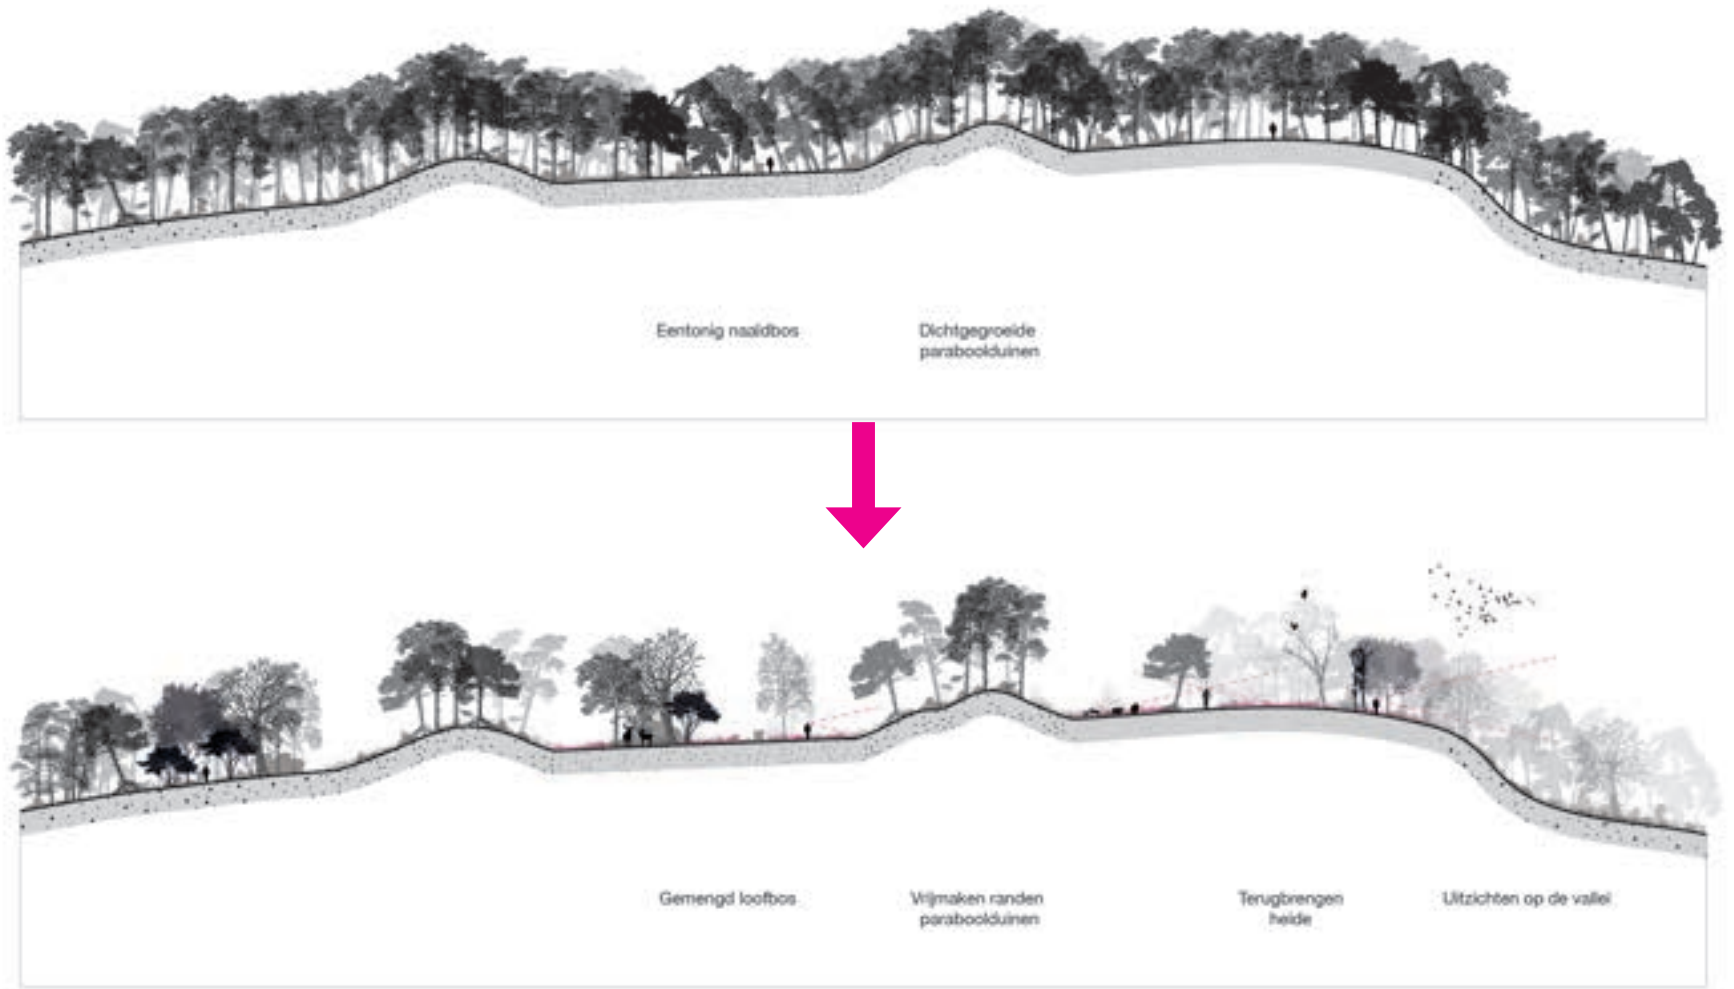 Eentonig naaldbos
Dichtgegroeide
paraboolduinen
Gemengd loofbos
Vrijmaken randen
paraboolduinen
Terugbrengen
heide
Uitzichten op de vallei